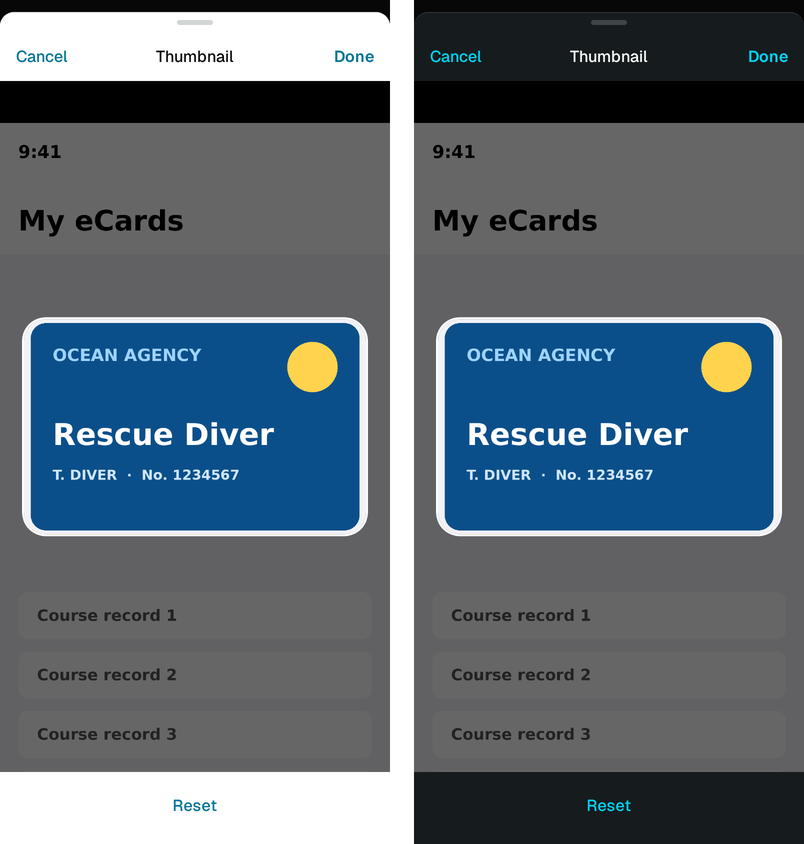 Cancel Thumbnail Done
9:41
My eCards
OCEAN AGENCY
Rescue Diver
T. DIVER · No. 1234567
Course record 1
Course record 2
Course record 3
Reset
Cancel Thumbnail Done
9:41
My eCards
OCEAN AGENCY
Rescue Diver
T. DIVER · No. 1234567
Course record 1
Course record 2
Course record 3
Reset